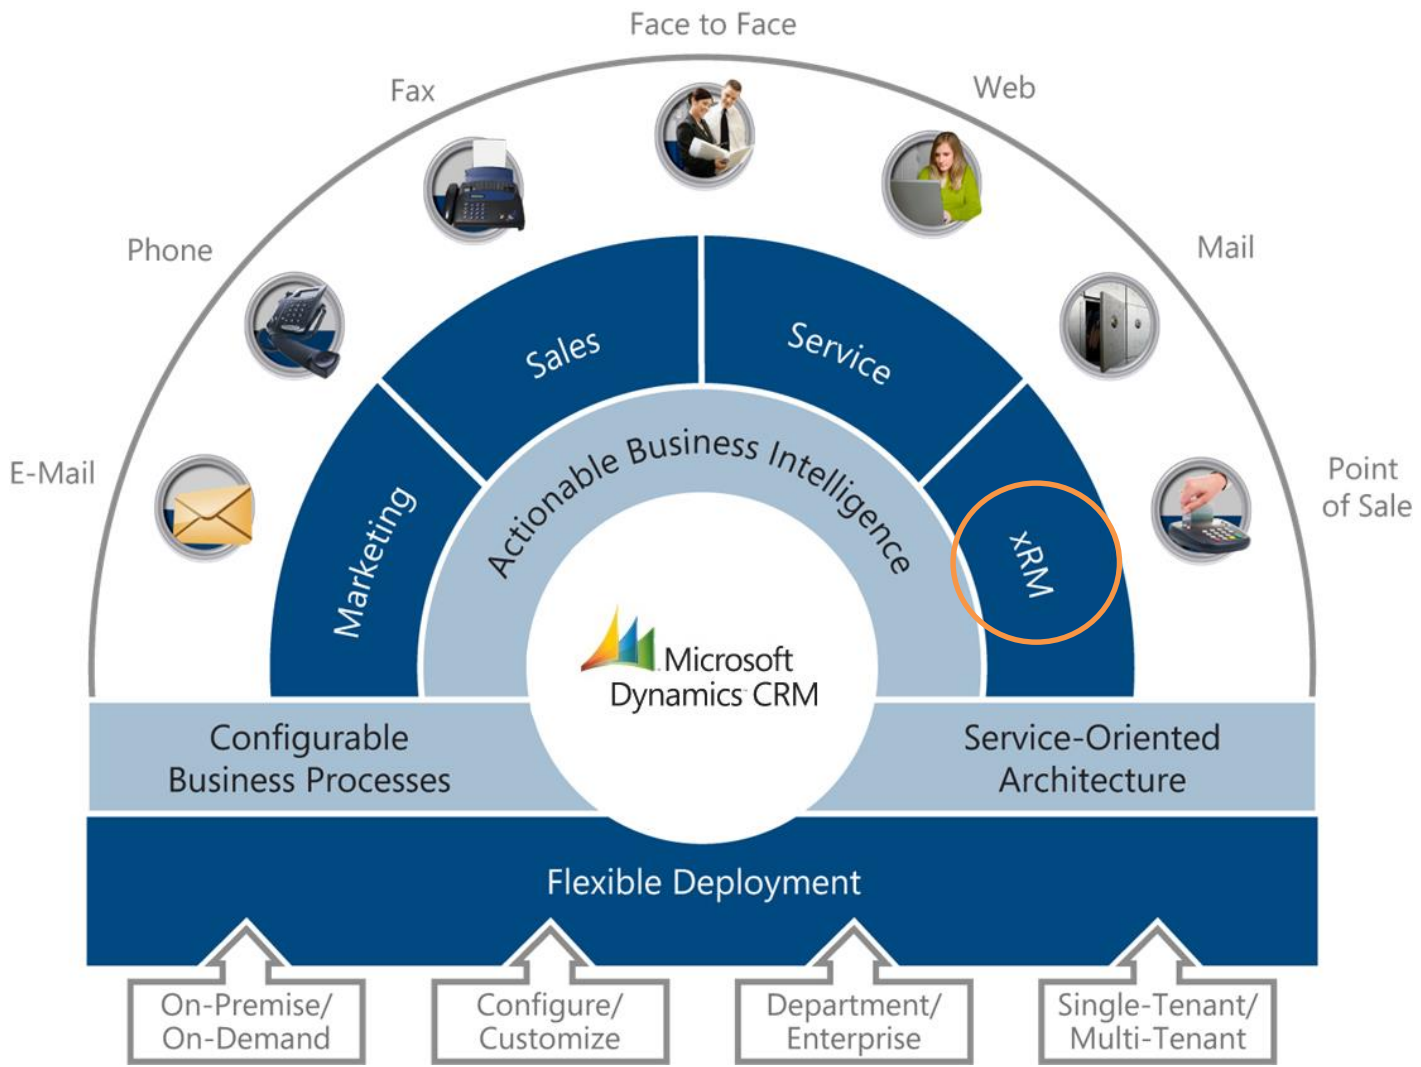 Face to Face
Fax
Web
Phone
Mail
E-Mail
Point
of Sale
Sales
Service
Marketing
xRM
Actionable Business Intelligence
Microsoft
Dynamics CRM
Configurable
Business Processes
Service-Oriented
Architecture
Flexible Deployment
On-Premise/
On-Demand
Configure/
Customize
Department/
Enterprise
Single-Tenant/
Multi-Tenant